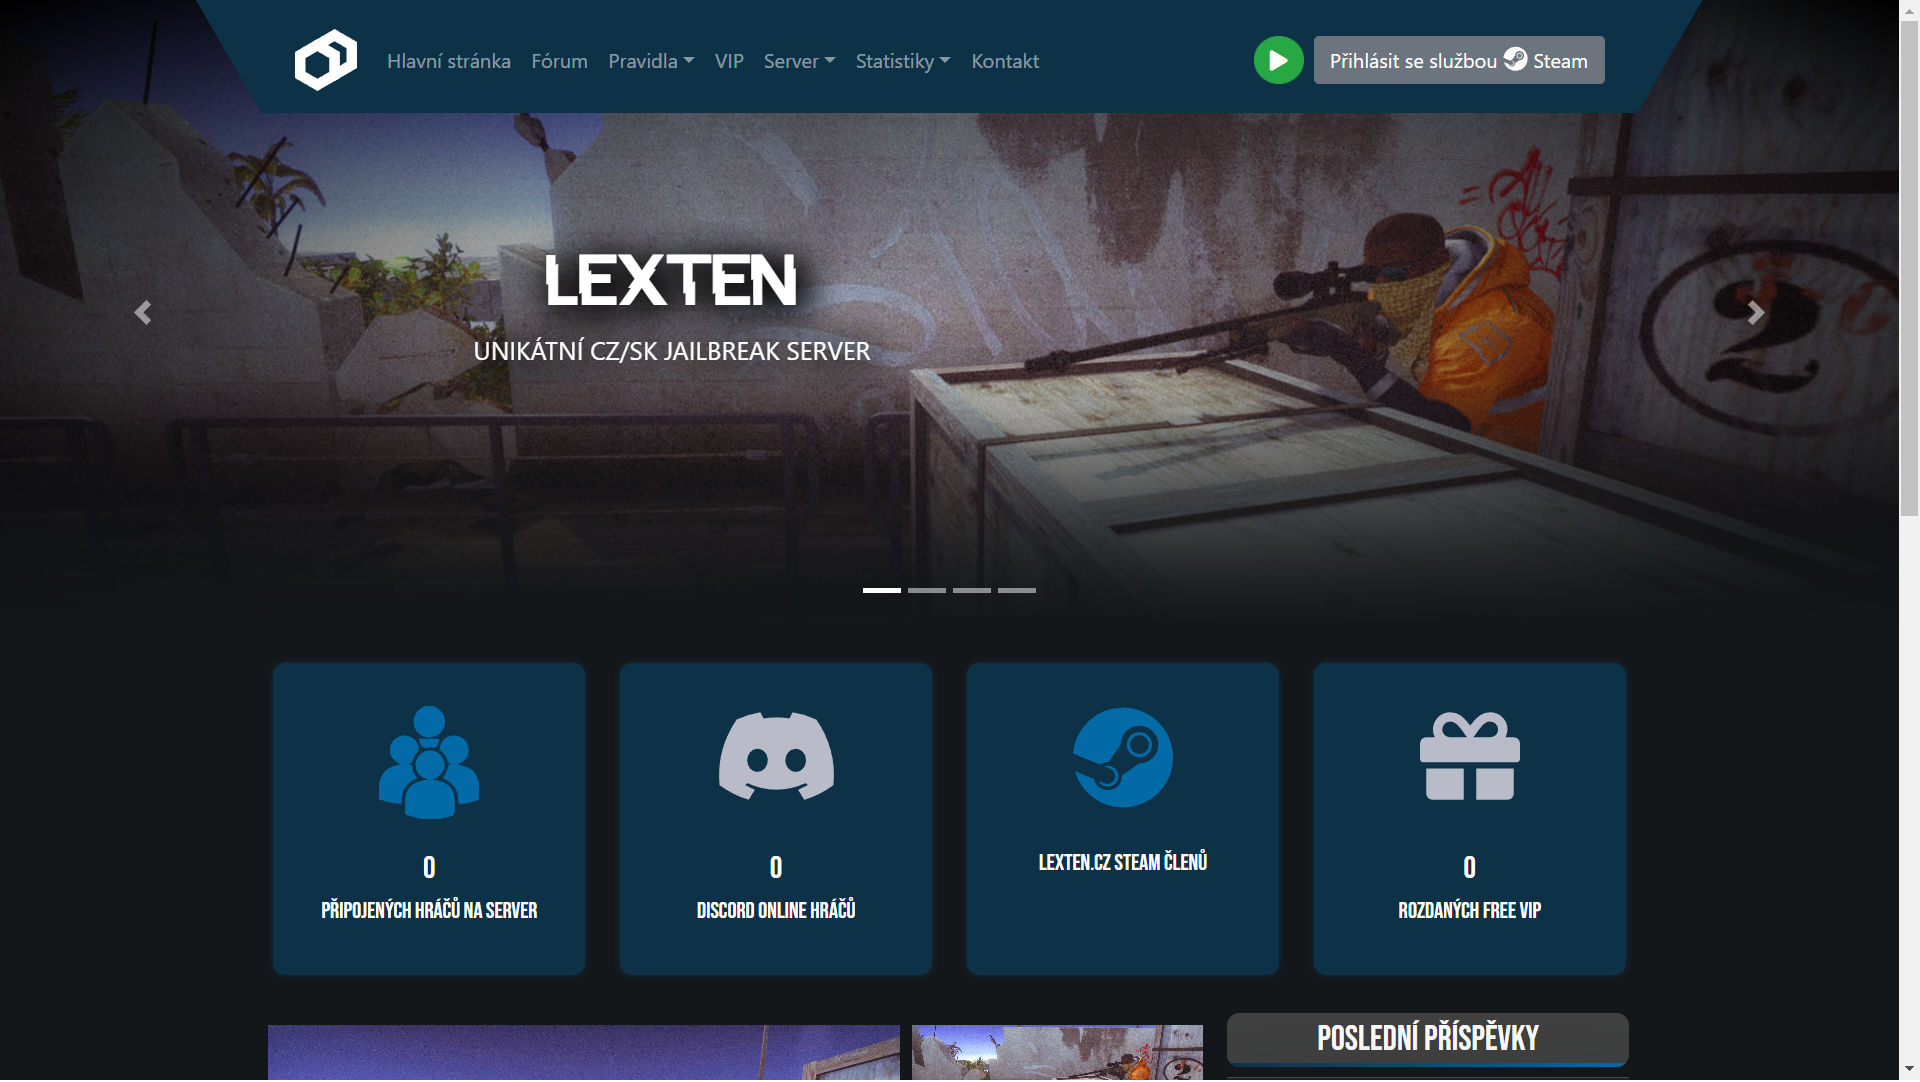 Hlavní stránka Fórum Pravidla VIP Server Statistiky Kontakt Přihlásit se službou Steam
LEXTEN
UNIKÁTNÍ CZ/SK JAILBREAK SERVER
2
0
PŘIPOJENÝCH HRÁČŮ NA SERVER
0
DISCORD ONLINE HRÁČŮ
LEXTEN.CZ STEAM ČLENŮ
0
ROZDANÝCH FREE VIP
POSLEDNÍ PŘÍSPĚVKY